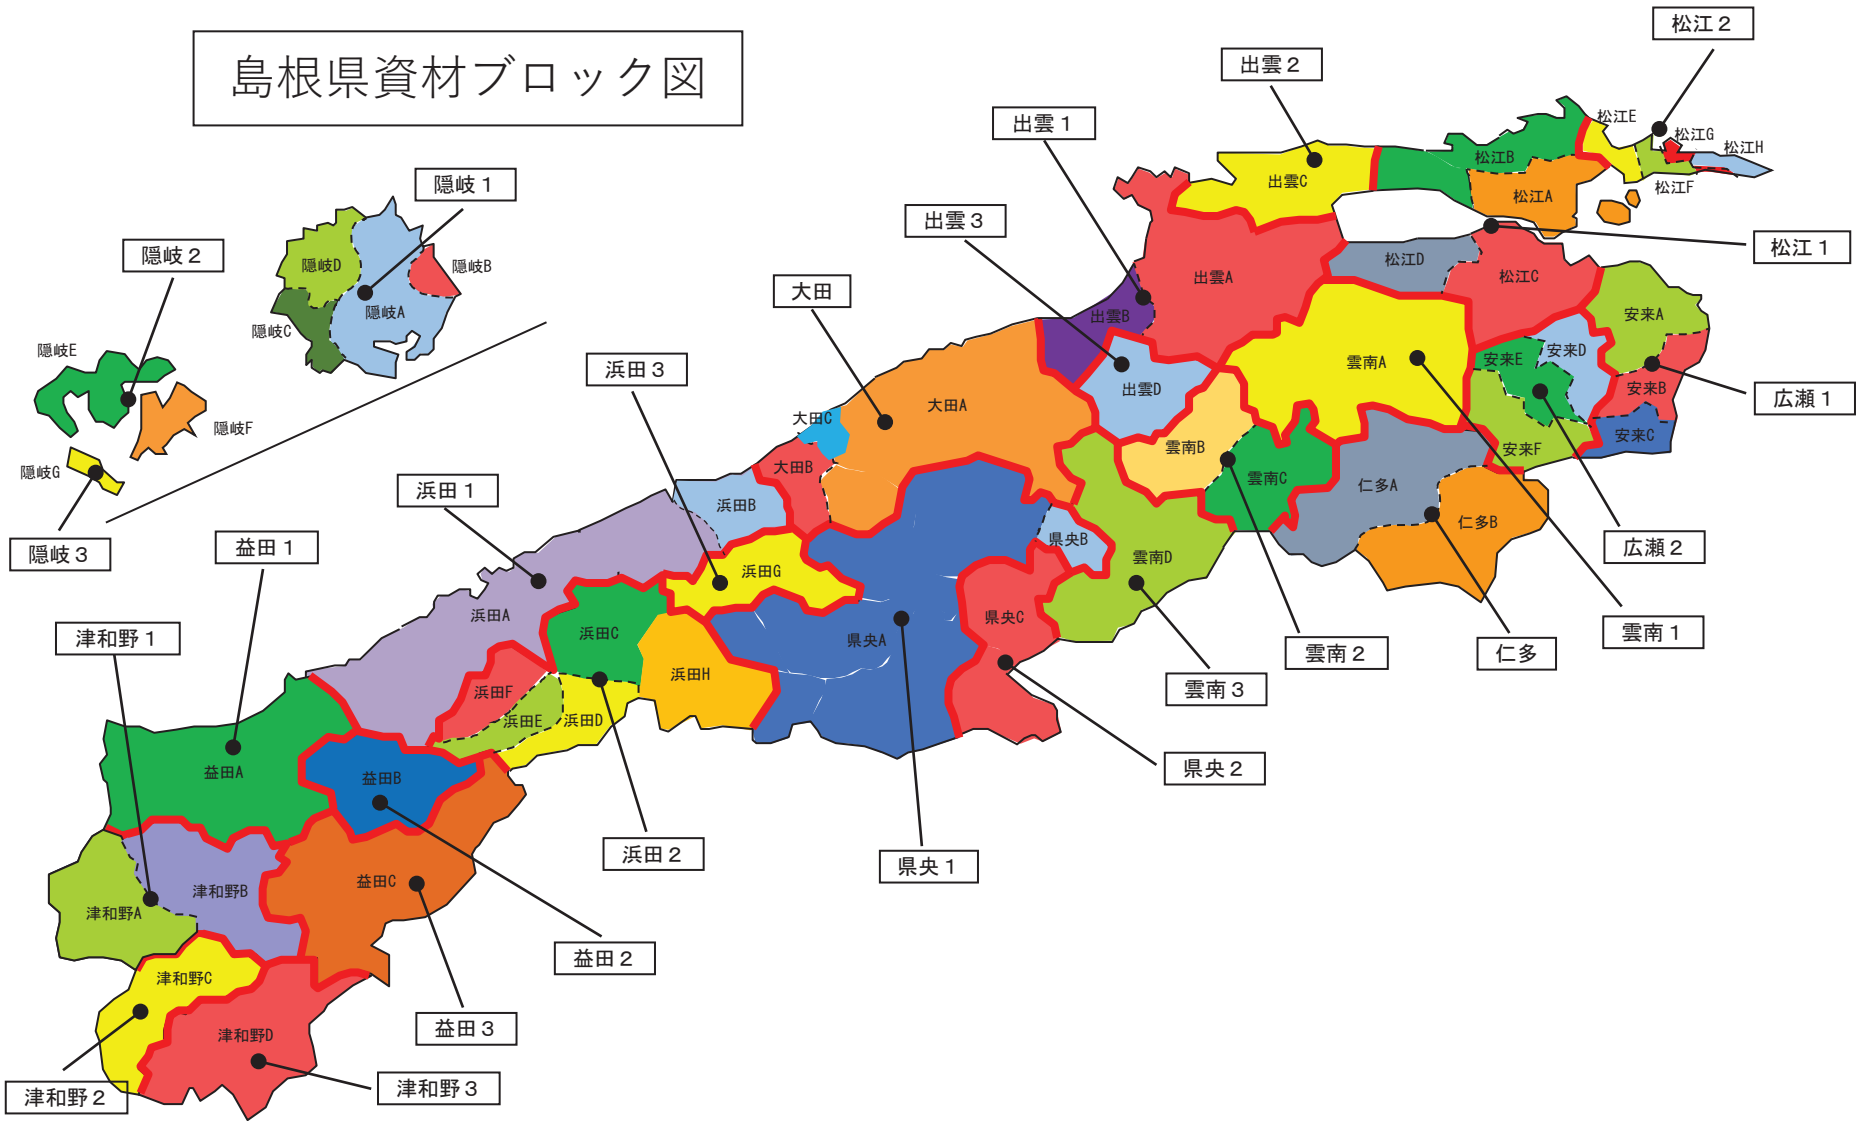 島根県資材ブロック図
松江２
出雲２
出雲１
松江E
松江G
松江H
松江B
松江F
松江A
出雲C
隠岐１
隠岐２
出雲３
松江１
隠岐D
隠岐B
隠岐A
隠岐C
大田
出雲A
松江D
松江C
出雲B
安来A
隠岐E
浜田３
安来E
安来D
雲南A
出雲D
安来B
広瀬１
大田A
大田C
隠岐F
安来C
雲南B
安来F
隠岐G
大田B
雲南C
仁多A
浜田１
浜田B
仁多B
隠岐３
益田１
県央B
雲南D
広瀬２
浜田G
浜田A
県央C
津和野１
浜田C
県央A
雲南１
雲南２
仁多
浜田H
雲南３
浜田F
浜田E
浜田D
益田A
益田B
県央２
浜田２
県央１
益田C
津和野B
津和野A
益田２
津和野C
益田３
津和野D
津和野２
津和野３